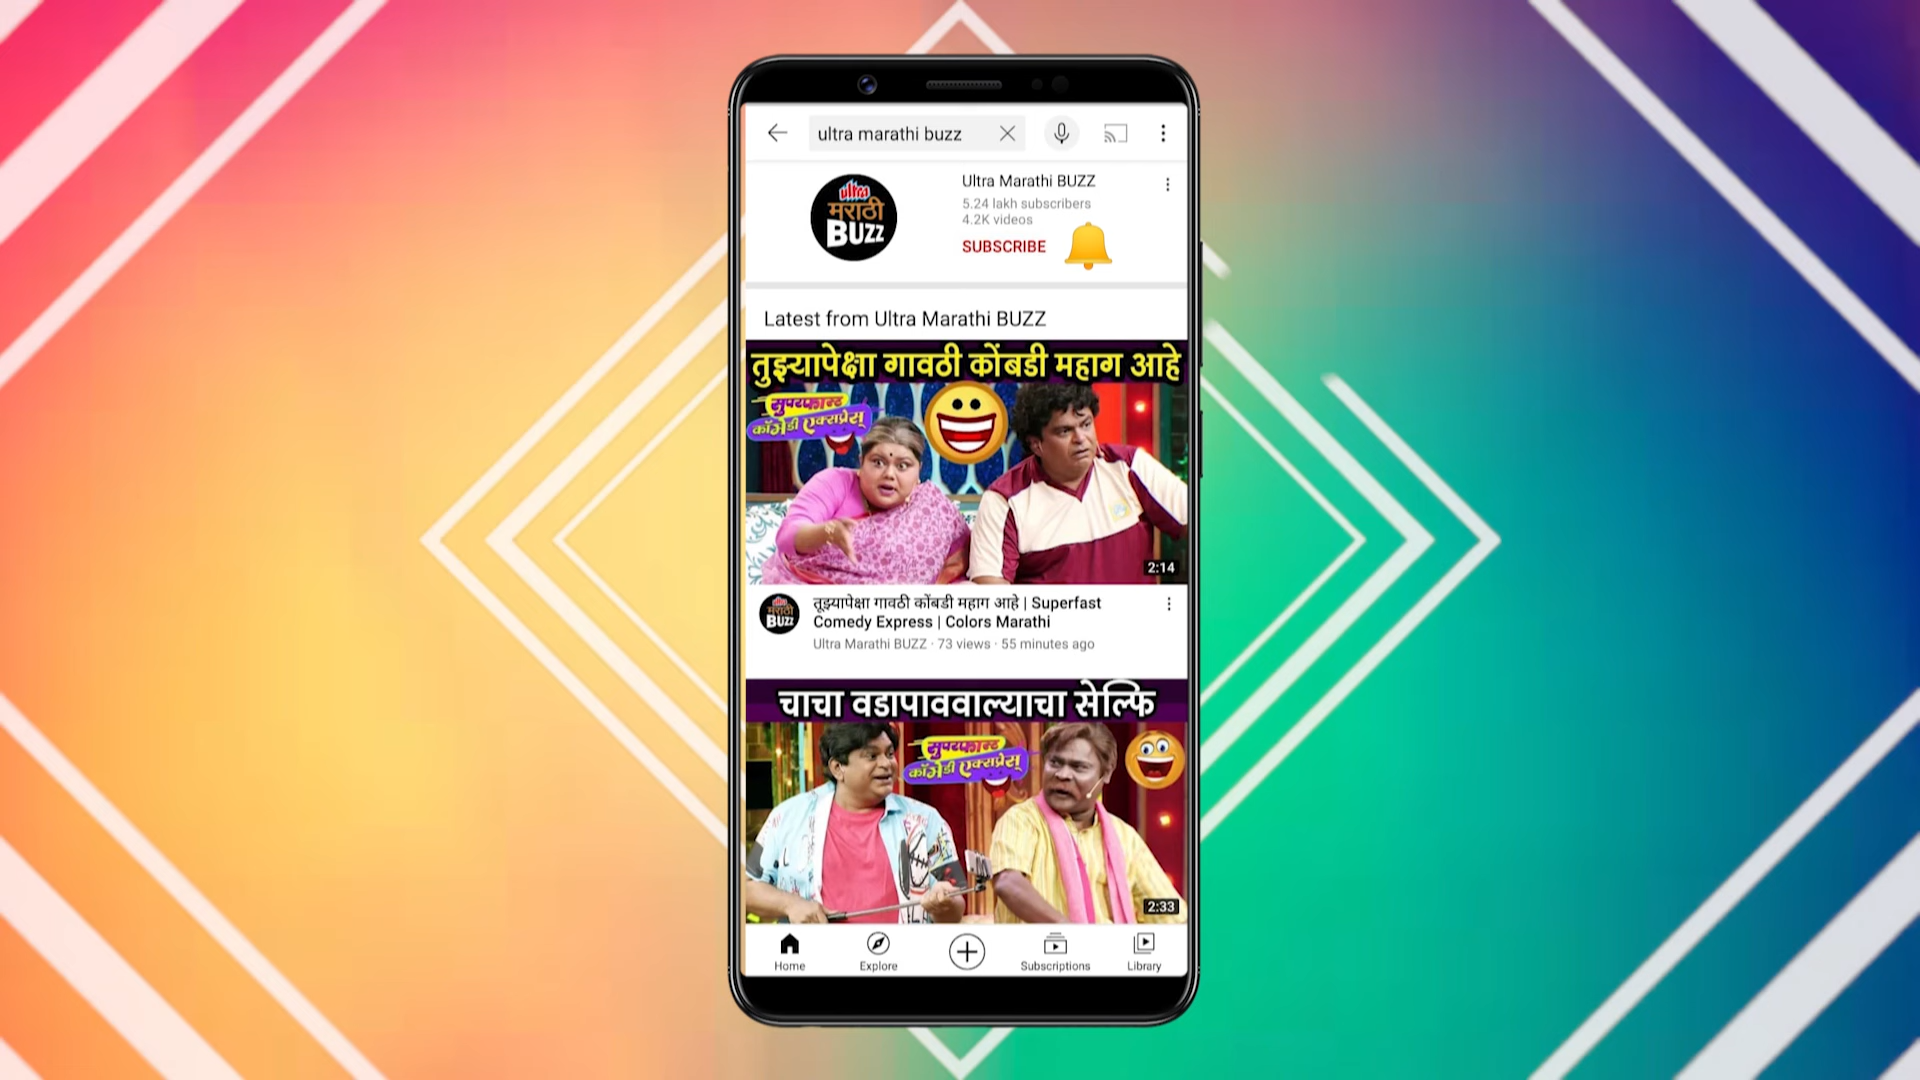 ultra marathi buzz
ultra
मराठी
BUZZ
Ultra Marathi BUZZ
5.24 lakh subscribers
4.2K videos
SUBSCRIBE
Latest from Ultra Marathi BUZZ
तुझ्यापेक्षा गावठी कोंबडी महाग आहे
सुपरफास्ट
कॉमेडी एक्सप्रेस्
2:14
ultra
मराठी
BUZZ
तूझ्यापेक्षा गावठी कोंबडी महाग आहे | Superfast
Comedy Express | Colors Marathi
Ultra Marathi BUZZ · 73 views · 55 minutes ago
चाचा वडापाववाल्याचा सेल्फि
सुपरफास्ट
कॉमेडी एक्सप्रेस्
2:33
Home
Explore
Subscriptions
Library